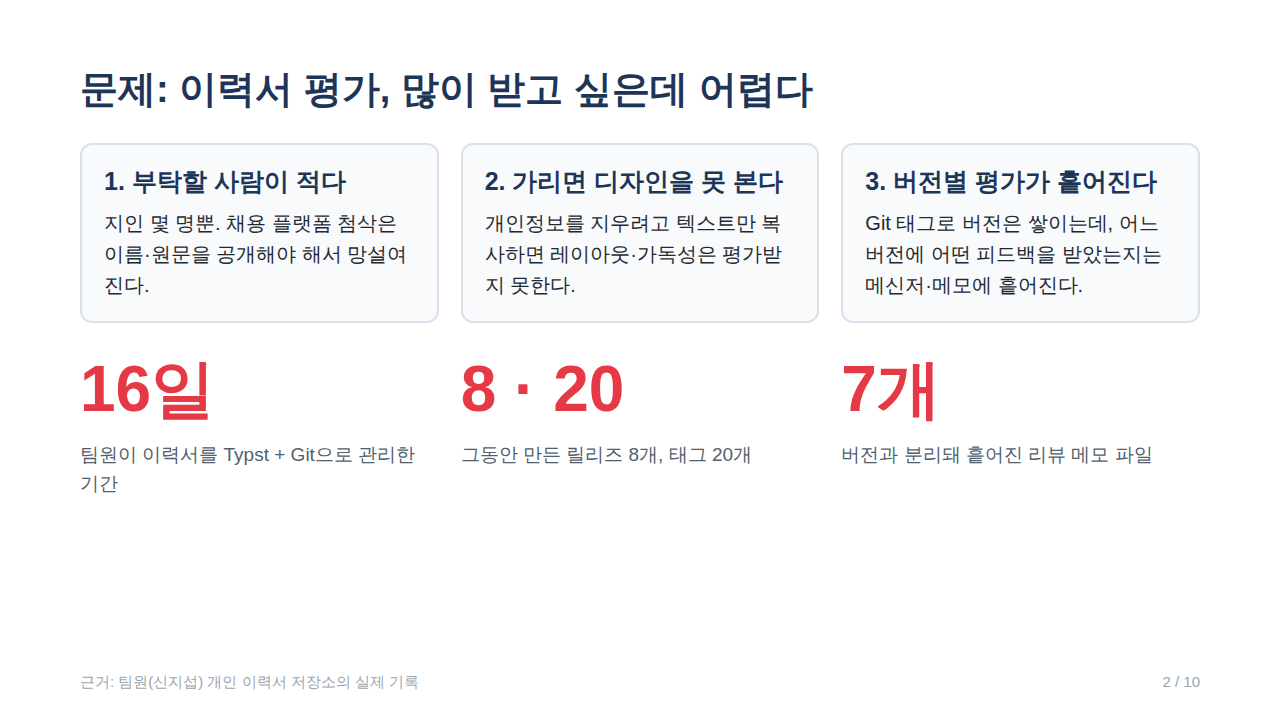 문제: 이력서 평가, 많이 받고 싶은데 어렵다
1. 부탁할 사람이 적다
지인 몇 명뿐. 채용 플랫폼 첨삭은
이름·원문을 공개해야 해서 망설여
진다.
2. 가리면 디자인을 못 본다
개인정보를 지우려고 텍스트만 복
사하면 레이아웃·가독성은 평가받
지 못한다.
3. 버전별 평가가 흩어진다
Git 태그로 버전은 쌓이는데, 어느
버전에 어떤 피드백을 받았는지는
메신저·메모에 흩어진다.
16일
팀원이 이력서를 Typst + Git으로 관리한
기간
8 · 20
그동안 만든 릴리즈 8개, 태그 20개
7개
버전과 분리돼 흩어진 리뷰 메모 파일
근거: 팀원(신지섭) 개인 이력서 저장소의 실제 기록
2 / 10